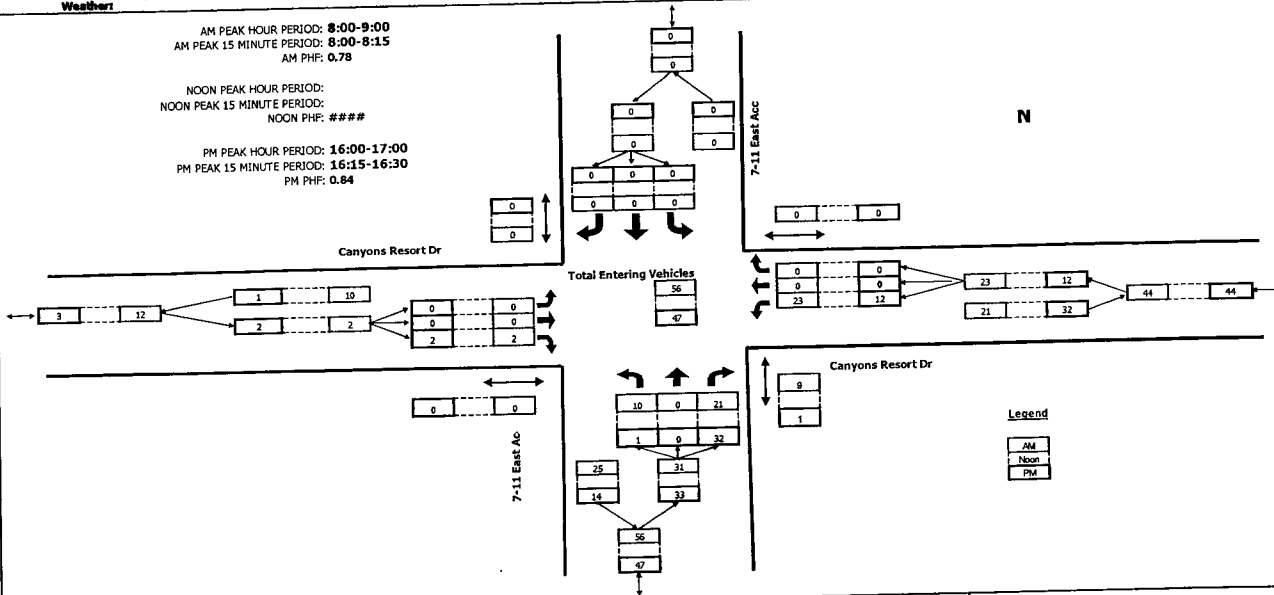 Weather:
AM PEAK HOUR PERIOD: 8:00-9:00
AM PEAK 15 MINUTE PERIOD: 8:00-8:15
AM PHF: 0.78
NOON PEAK HOUR PERIOD:
NOON PEAK 15 MINUTE PERIOD:
NOON PHF: ####
PM PEAK HOUR PERIOD: 16:00-17:00
PM PEAK 15 MINUTE PERIOD: 16:15-16:30
PM PHF: 0.84
0
0
0 0
0 0
0 0 0
0 0 0
7-11 East Acc
N
0
0
0 0
Canyons Resort Dr
Total Entering Vehicles
56
47
3 12
1 10
2 2
0 0
0 0
2 2
0 0
0 0
23 12
23 12
21 32
44 44
Canyons Resort Dr
9
1
0 0
7-11 East Ac
10 0 21
1 0 32
25 31
14 33
56
47
Legend
AM
Noon
PM